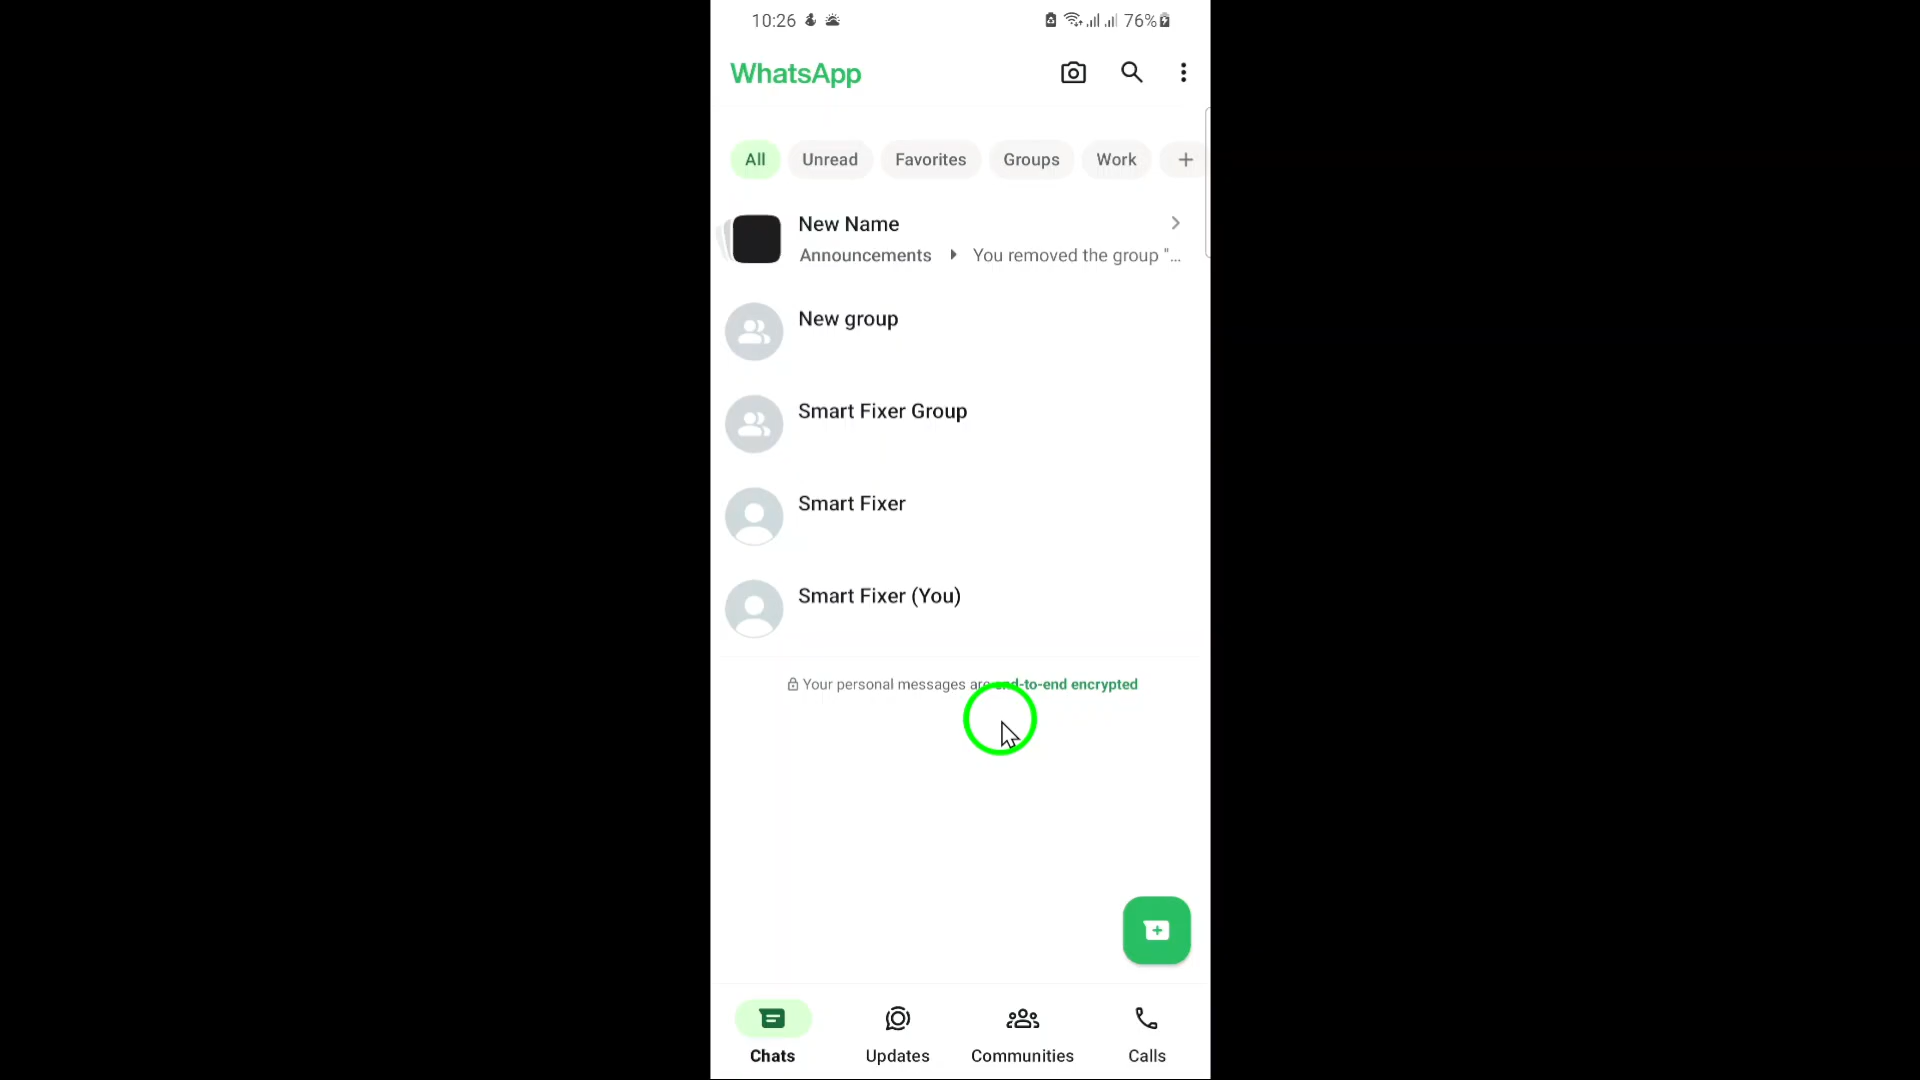 10:26
76%
WhatsApp
All
Unread
Favorites
Groups
Work
New Name
Announcements
You removed the group "...
New group
Smart Fixer Group
Smart Fixer
Smart Fixer (You)
Your personal messages are end-to-end encrypted
Chats
Updates
Communities
Calls